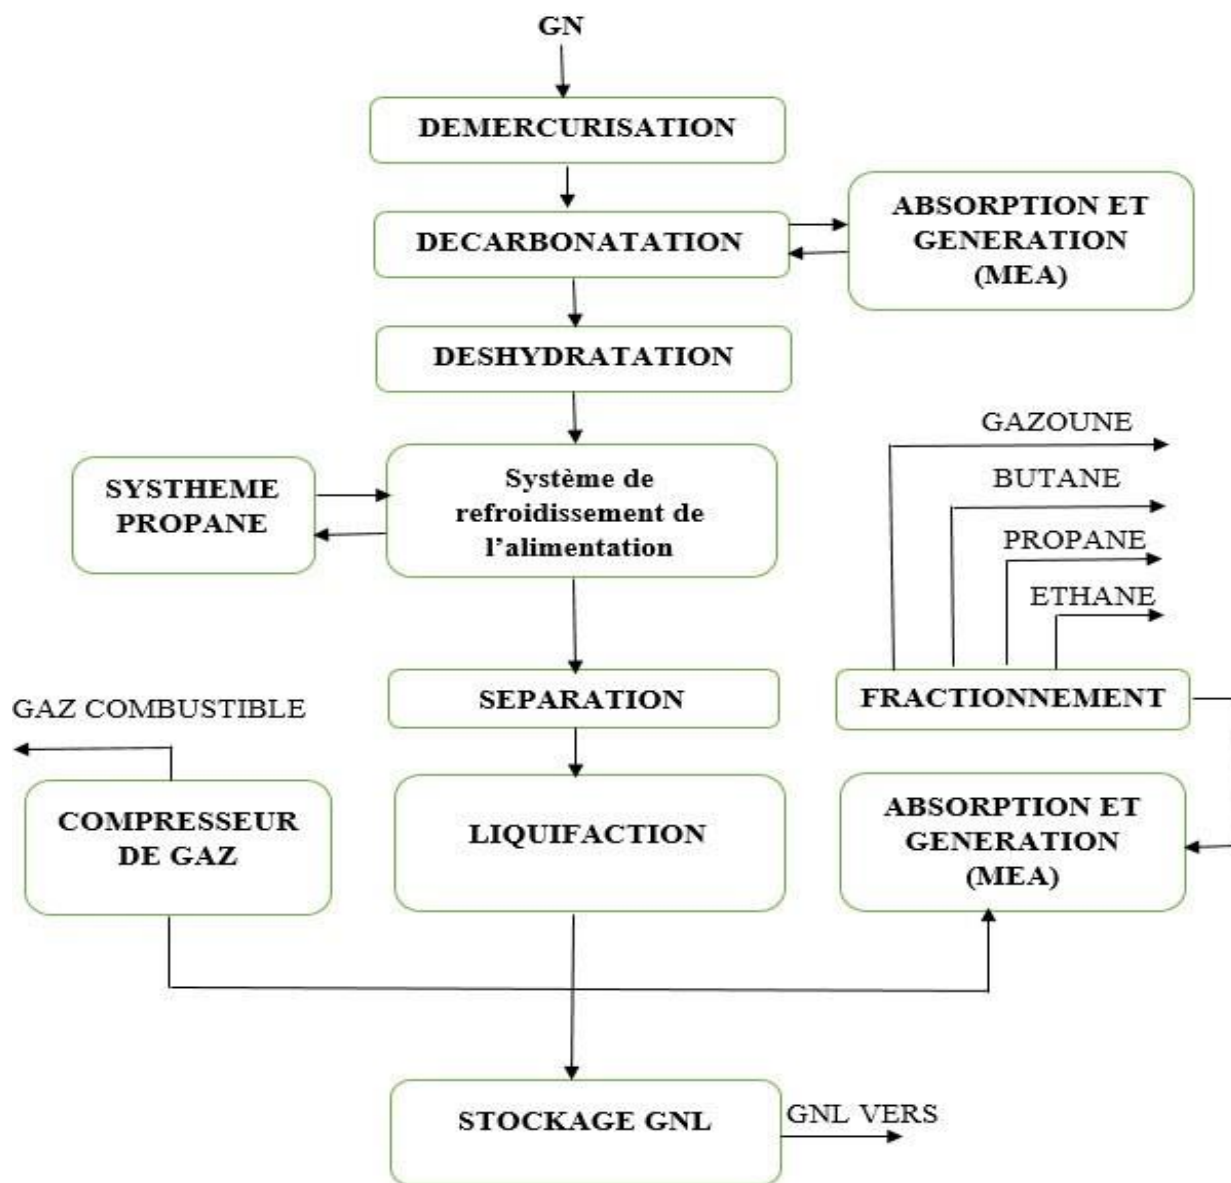 GN
DEMERCURISATION
DECARBONATATION
ABSORPTION ET
GENERATION
(MEA)
DESHYDRATATION
SYSTHEME
PROPANE
Système de
refroidissement de
l’alimentation
GAZOUNE
BUTANE
PROPANE
ETHANE
SEPARATION
FRACTIONNEMENT
GAZ COMBUSTIBLE
COMPRESSEUR
DE GAZ
LIQUIFACTION
ABSORPTION ET
GENERATION
(MEA)
STOCKAGE GNL
GNL VERS